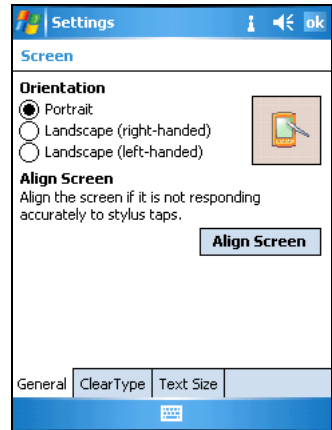 Settings
ok
Screen
Orientation
Portrait
Landscape (right-handed)
Landscape (left-handed)
Align Screen
Align the screen if it is not responding
accurately to stylus taps.
Align Screen
General ClearType Text Size